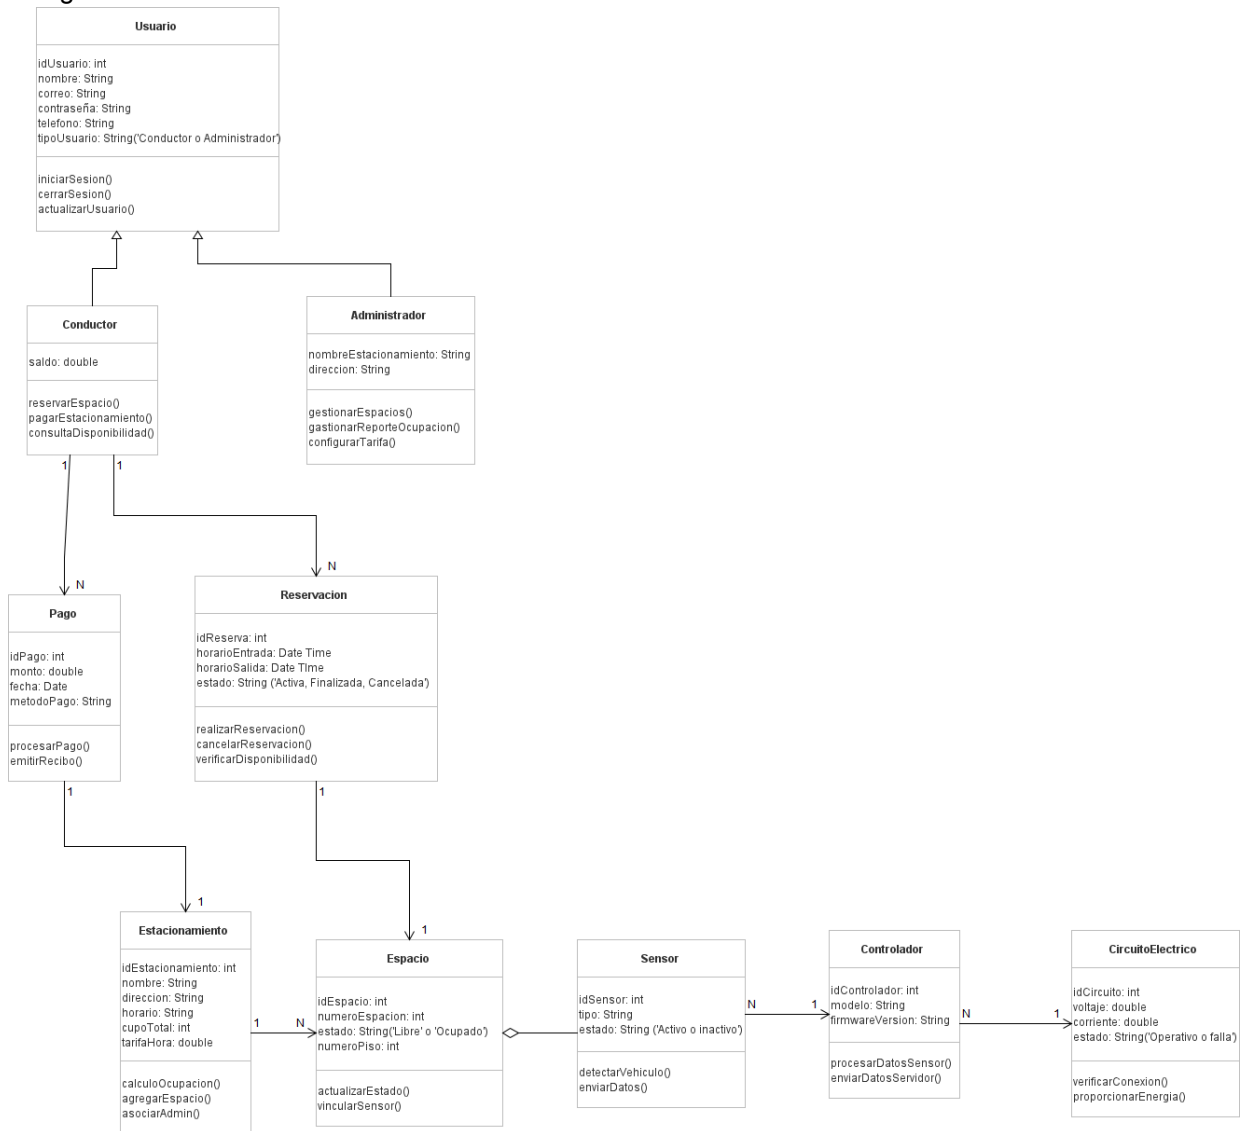 Usuario
idUsuario: int
nombre: String
correo: String
contraseña: String
telefono: String
tipoUsuario: String('Conductor o Administrador')
iniciarSesion()
cerrarSesion()
actualizarUsuario()
Conductor
saldo: double
reservarEspacio()
pagarEstacionamiento()
consultaDisponibilidad()
Administrador
nombreEstacionamiento: String
direccion: String
gestionarEspacios()
gastionarReporteOcupacion()
configurarTarifa()
1
1
N
N
Pago
idPago: int
monto: double
fecha: Date
metodoPago: String
procesarPago()
emitirRecibo()
Reservacion
idReserva: int
horarioEntrada: Date Time
horarioSalida: Date TIme
estado: String ('Activa, Finalizada, Cancelada')
realizarReservacion()
cancelarReservacion()
verificarDisponibilidad()
1
1
1
1
Estacionamiento
idEstacionamiento: int
nombre: String
direccion: String
horario: String
cupoTotal: int
tarifaHora: double
calculoOcupacion()
agregarEspacio()
asociarAdmin()
1
N
Espacio
idEspacio: int
numeroEspacion: int
estado: String('Libre' o 'Ocupado')
numeroPiso: int
actualizarEstado()
vincularSensor()
Sensor
idSensor: int
tipo: String
estado: String ('Activo o inactivo')
detectarVehiculo()
enviarDatos()
N
1
Controlador
idControlador: int
modelo: String
firmwareVersion: String
procesarDatosSensor()
enviarDatosServidor()
N
1
CircuitoElectrico
idCircuito: int
voltaje: double
corriente: double
estado: String('Operativo o falla')
verificarConexion()
proporcionarEnergia()